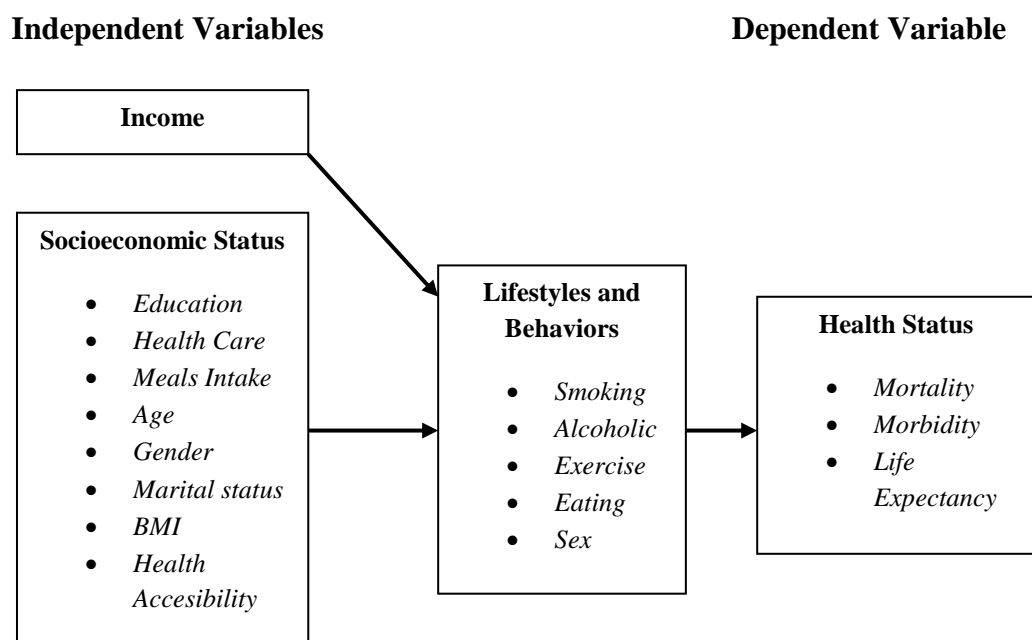 Independent Variables
Dependent Variable
Income
Socioeconomic Status
• Education
• Health Care
• Meals Intake
• Age
• Gender
• Marital status
• BMI
• Health
Accesibility
Lifestyles and
Behaviors
• Smoking
• Alcoholic
• Exercise
• Eating
• Sex
Health Status
• Mortality
• Morbidity
• Life
Expectancy